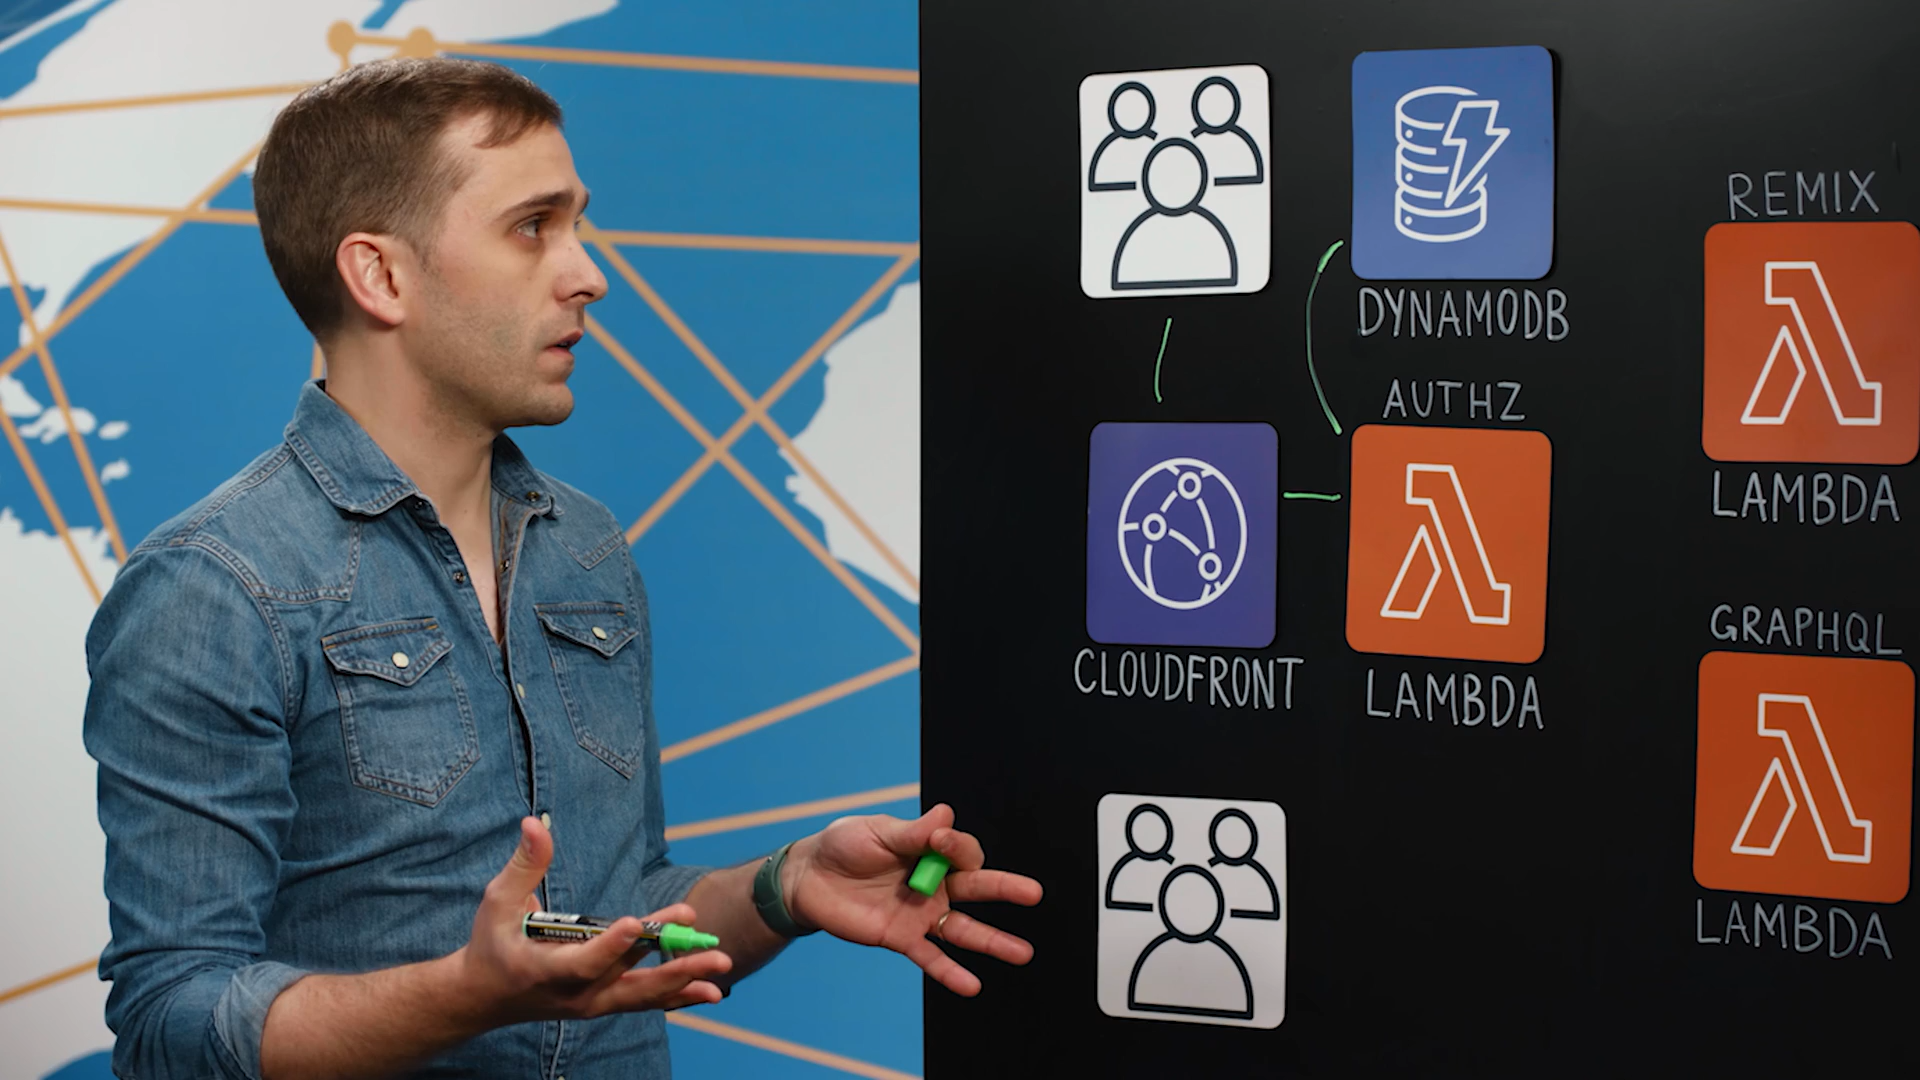 DYNAMODB
AUTHZ
LAMBDA
CLOUDFRONT
REMIX
LAMBDA
GRAPHQL
LAMBDA